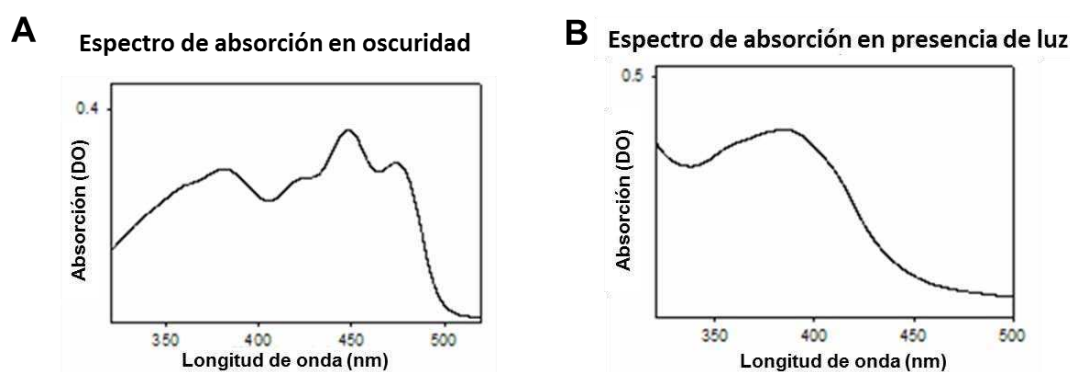 A
Espectro de absorción en oscuridad
0.4
Absorción (DO)
350
400
450
500
Longitud de onda (nm)
B
Espectro de absorción en presencia de luz
0.5
Absorción (DO)
350
400
450
500
Longitud de onda (nm)